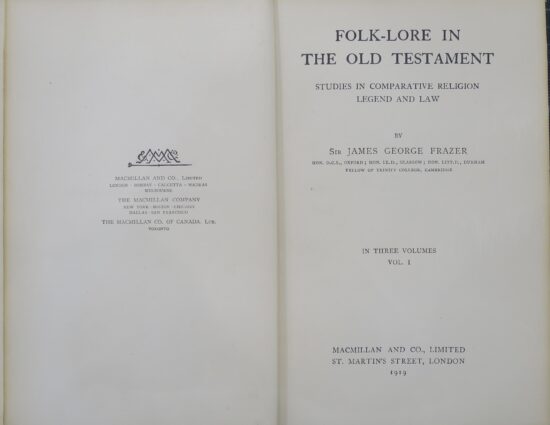 MACMILLAN AND CO., Limited
LONDON · BOMBAY · CALCUTTA · MADRAS
MELBOURNE
THE MACMILLAN COMPANY
NEW YORK · BOSTON · CHICAGO
DALLAS · SAN FRANCISCO
THE MACMILLAN CO. OF CANADA, Ltd.
TORONTO
FOLK-LORE IN
THE OLD TESTAMENT
STUDIES IN COMPARATIVE RELIGION
LEGEND AND LAW
BY
Sir JAMES GEORGE FRAZER
HON. D.C.L., OXFORD; HON. LL.D., GLASGOW; HON. LITT.D., DURHAM
FELLOW OF TRINITY COLLEGE, CAMBRIDGE
IN THREE VOLUMES
VOL. I
MACMILLAN AND CO., LIMITED
ST. MARTIN'S STREET, LONDON
1919